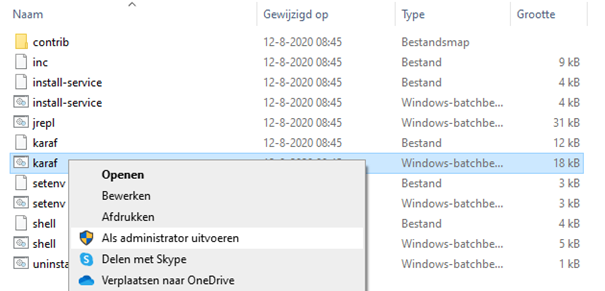 Naam Gewijzigd op Type Grootte
contrib 12-8-2020 08:45 Bestandsmap
inc 12-8-2020 08:45 Bestand 9 kB
install-service 12-8-2020 08:45 Bestand 4 kB
install-service 12-8-2020 08:45 Windows-batchbe... 4 kB
jrepl 12-8-2020 08:45 Windows-batchbe... 31 kB
karaf 12-8-2020 08:45 Bestand 12 kB
karaf Windows-batchbe... 18 kB
setenv Bestand 3 kB
setenv Windows-batchbe... 3 kB
shell Bestand 4 kB
shell Windows-batchbe... 5 kB
uninsta Windows-batchbe... 1 kB
Openen
Bewerken
Afdrukken
Als administrator uitvoeren
Delen met Skype
Verplaatsen naar OneDrive